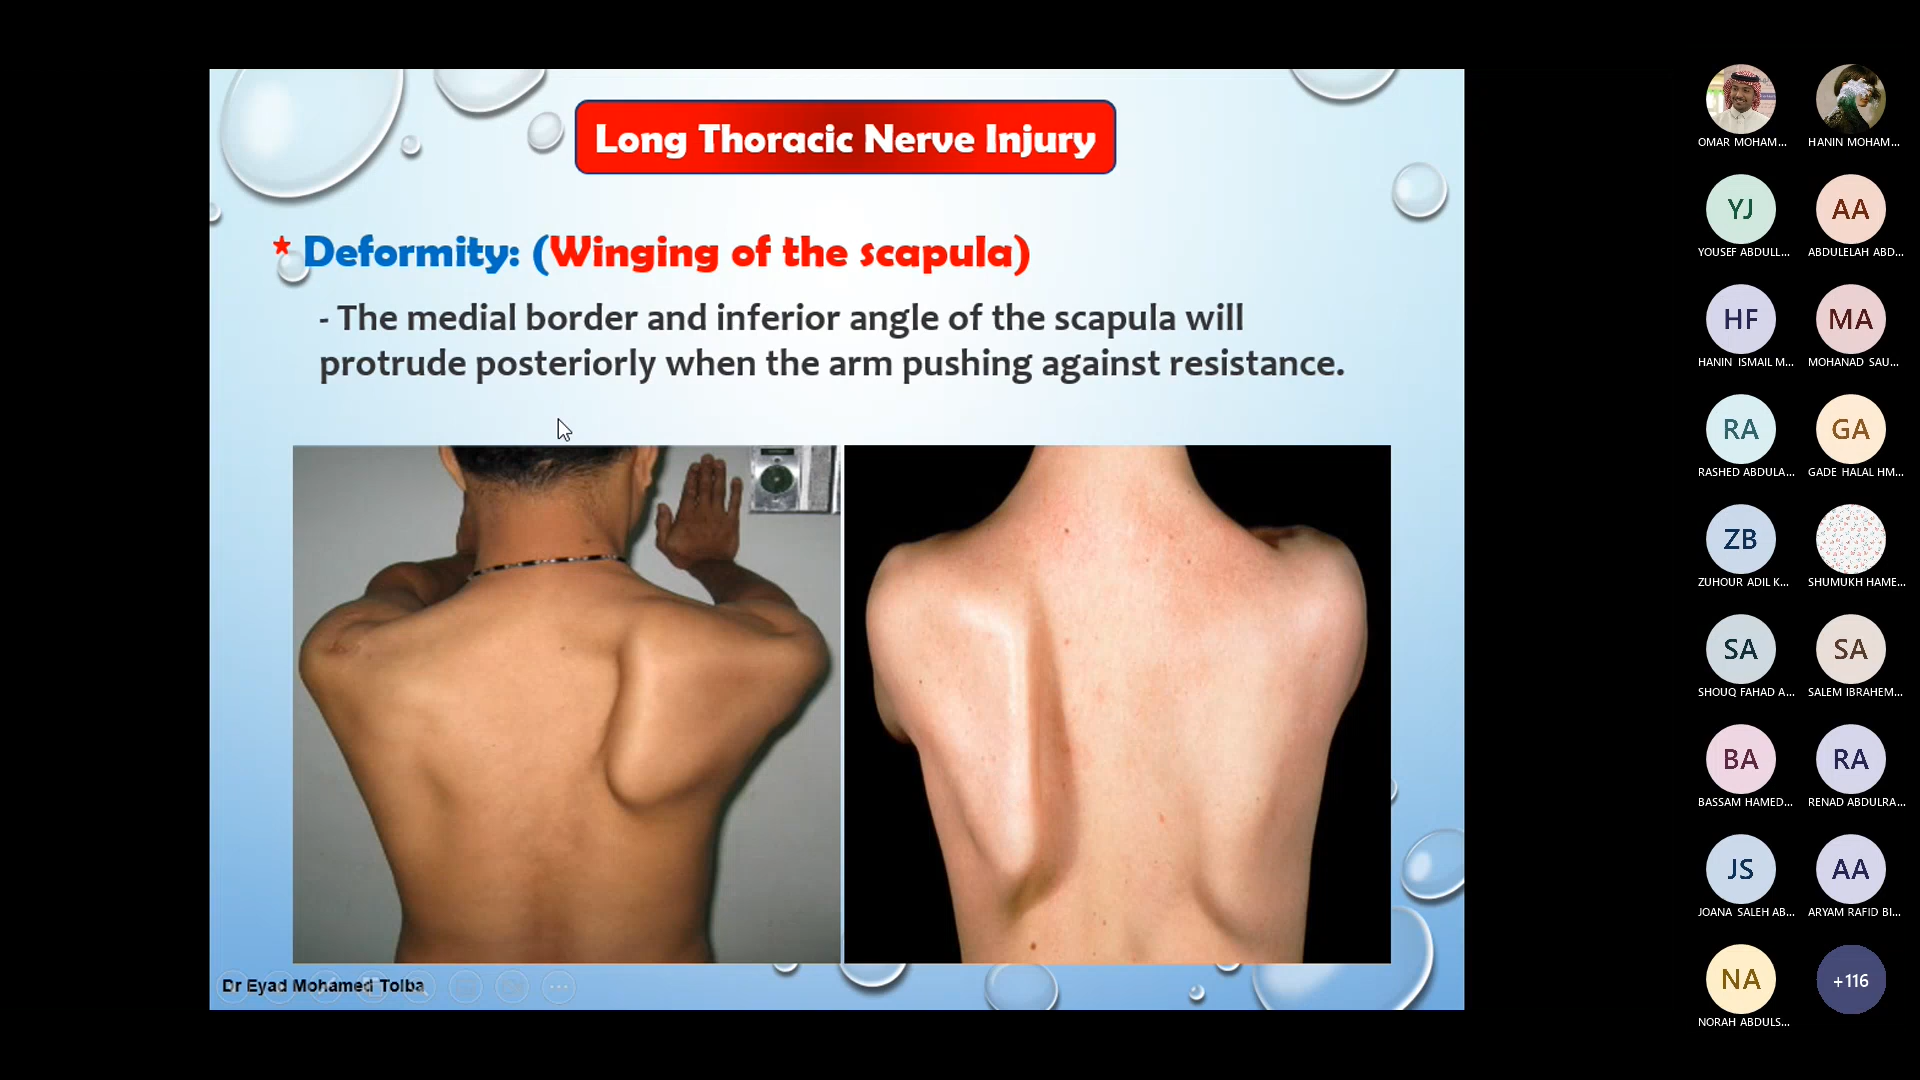 Long Thoracic Nerve Injury
* Deformity: (Winging of the scapula)
- The medial border and inferior angle of the scapula will
protrude posteriorly when the arm pushing against resistance.
Dr Eyad Mohamed Tolba
OMAR MOHAM...
HANIN MOHAM...
YJ
AA
YOUSEF ABDULL...
ABDULELAH ABD...
HF
MA
HANIN ISMAIL M...
MOHANAD SAU...
RA
GA
RASHED ABDULA...
GADE HALAL HM...
ZB
ZUHOUR ADIL K...
SHUMUKH HAME...
SA
SA
SHOUQ FAHAD A...
SALEM IBRAHEM...
BA
RA
BASSAM HAMED...
RENAD ABDULRA...
JS
AA
JOANA SALEH AB...
ARYAM RAFID BI...
NA
+116
NORAH ABDULS...